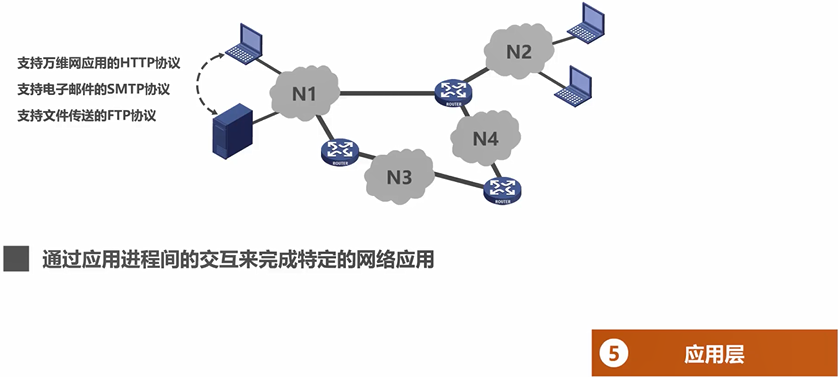 支持万维网应用的HTTP协议
支持电子邮件的SMTP协议
支持文件传送的FTP协议
N1
N2
ROUTER
N4
ROUTER
N3
ROUTER
通过应用进程间的交互来完成特定的网络应用
5 应用层